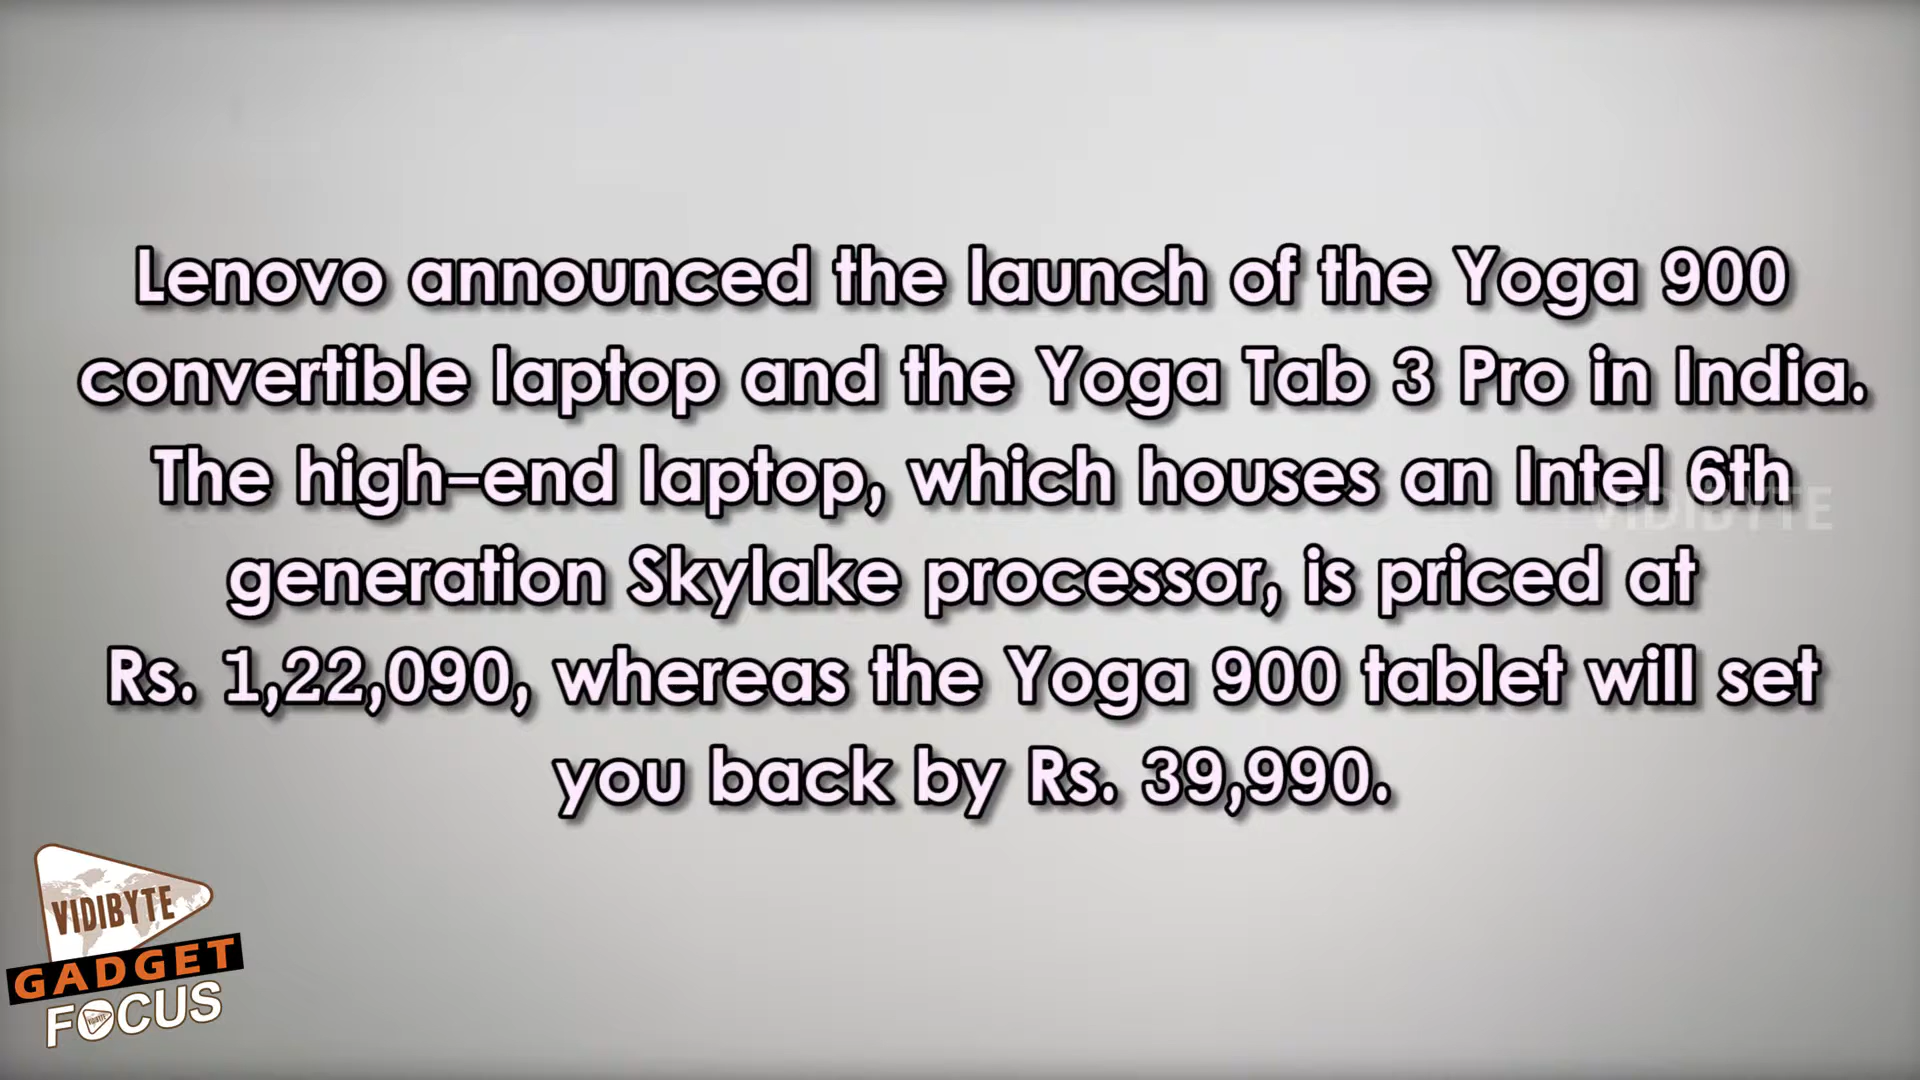 Lenovo announced the launch of the Yoga 900
convertible laptop and the Yoga Tab 3 Pro in India.
The high-end laptop, which houses an Intel 6th
generation Skylake processor, is priced at
Rs. 1,22,090, whereas the Yoga 900 tablet will set
you back by Rs. 39,990.
VIDIBYTE
VIDIBYTE
GADGET
FOCUS